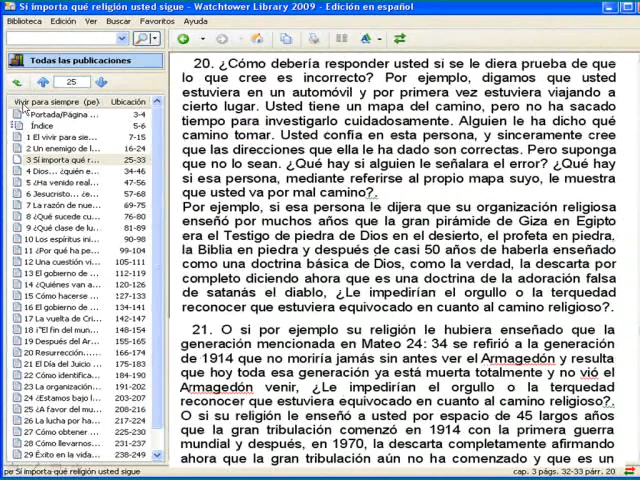 Sí importa qué religión usted sigue - Watchtower Library 2009 - Edición en español
Biblioteca Edición Ver Buscar Favoritos Ayuda
Todas las publicaciones
25
Vivir para siempre (pe) Ubicación
Portada/Página ... 3-4
Índice 5-6
1 El vivir para sie... 7-15
2 Un enemigo de l... 16-24
3 Sí importa qué r... 25-33
4 Dios... ¿quién e... 34-46
5 ¿Ha venido real... 47-56
6 Jesucristo... ¿e... 57-68
7 La razón de nue... 69-75
8 ¿Qué sucede cu... 76-80
9 ¿Qué clase de lu... 81-89
10 Los espíritus ini... 90-98
11 ¿Por qué ha pe... 99-104
12 Una cuestión vi... 105-111
13 El gobierno de ... 112-119
14 ¿Quiénes van a... 120-126
15 Cómo hacerse ... 127-133
16 El gobierno de ... 134-141
17 La vuelta de Cri... 142-147
18 ¡"El fin del mun... 148-154
19 Después del Ar... 155-165
20 Resurrección... 166-174
21 El Día del Juicio ... 175-183
22 Cómo identifica... 184-190
23 La organización... 191-202
24 ¿Estamos bajo l... 203-207
25 ¿A favor del mu... 208-216
26 La lucha por ha... 217-224
27 Cómo obtener ... 225-230
28 Cómo llevarnos... 231-237
29 Éxito en la vida... 238-249
20. ¿Cómo debería responder usted si se le diera prueba de que
lo que cree es incorrecto? Por ejemplo, digamos que usted
estuviera en un automóvil y por primera vez estuviera viajando a
cierto lugar. Usted tiene un mapa del camino, pero no ha sacado
tiempo para investigarlo cuidadosamente. Alguien le ha dicho qué
camino tomar. Usted confía en esta persona, y sinceramente cree
que las direcciones que ella le ha dado son correctas. Pero suponga
que no lo sean. ¿Qué hay si alguien le señalara el error? ¿Qué hay
si esa persona, mediante referirse al propio mapa suyo, le muestra
que usted va por mal camino?.
Por ejemplo, si esa persona le dijera que su organización religiosa
enseñó por muchos años que la gran pirámide de Giza en Egipto
era el Testigo de piedra de Dios en el desierto, el profeta en piedra,
la Biblia en piedra y después de casi 50 años de haberla enseñado
como una doctrina básica de Dios, como la verdad, la descarta por
completo diciendo ahora que es una doctrina de la adoración falsa
de satanás el diablo, ¿Le impedirían el orgullo o la terquedad
reconocer que estuviera equivocado en cuanto al camino religioso?.
21. O si por ejemplo su religión le hubiera enseñado que la
generación mencionada en Mateo 24: 34 se refirió a la generación
de 1914 que no moriría jamás sin antes ver el Armagedón y resulta
que hoy toda esa generación ya está muerta totalmente y no vió el
Armagedón venir, ¿Le impedirían el orgullo o la terquedad
reconocer que estuviera equivocado en cuanto al camino religioso?.
O si su religión le enseñó a usted por espacio de 45 largos años
que la gran tribulación comenzó en 1914 con la primera guerra
mundial y después, en 1970, la descarta completamente afirmando
ahora que la gran tribulación aún no ha comenzado y que es un
pe Sí importa qué religión usted sigue cap. 3 págs. 32-33 párr. 20